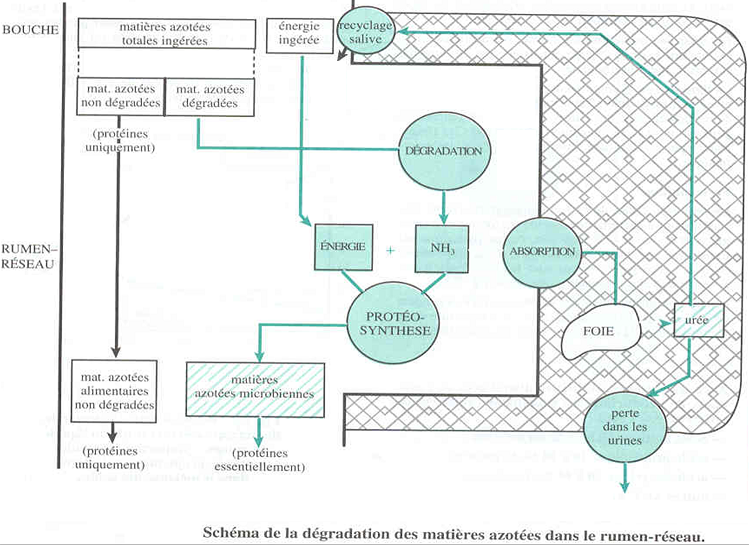 BOUCHE
matières azotées
totales ingérées
énergie
ingérée
recyclage
salive
mat. azotées
non dégradées
mat. azotées
dégradées
(protéines
uniquement)
DÉGRADATION
RUMEN-
RÉSEAU
ÉNERGIE
+
NH3
ABSORPTION
PROTÉO-
SYNTHESE
FOIE
urée
mat. azotées
alimentaires
non dégradées
matières
azotées microbiennes
perte
dans les
urines
(protéines
uniquement)
(protéines
essentiellement)
Schéma de la dégradation des matières azotées dans le rumen-réseau.